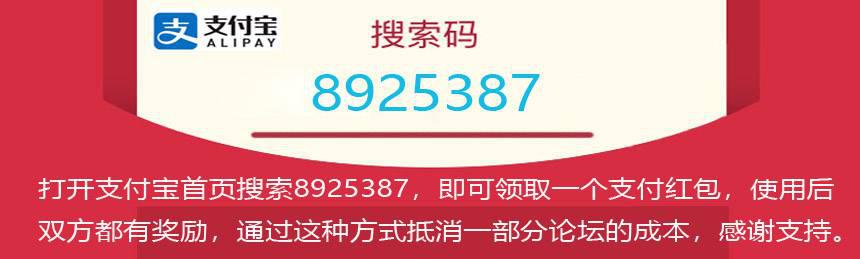 支付宝
ALIPAY
搜索码
8925387
打开支付宝首页搜索8925387，即可领取一个支付红包，使用后
双方都有奖励，通过这种方式抵消一部分论坛的成本，感谢支持。